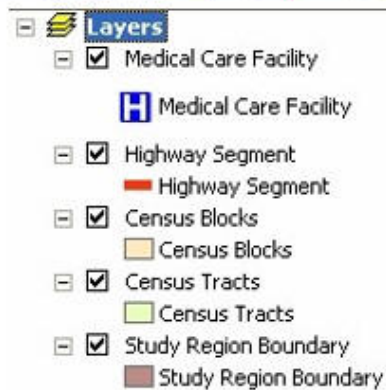 Layers
Medical Care Facility
H Medical Care Facility
Highway Segment
Highway Segment
Census Blocks
Census Blocks
Census Tracts
Census Tracts
Study Region Boundary
Study Region Boundary